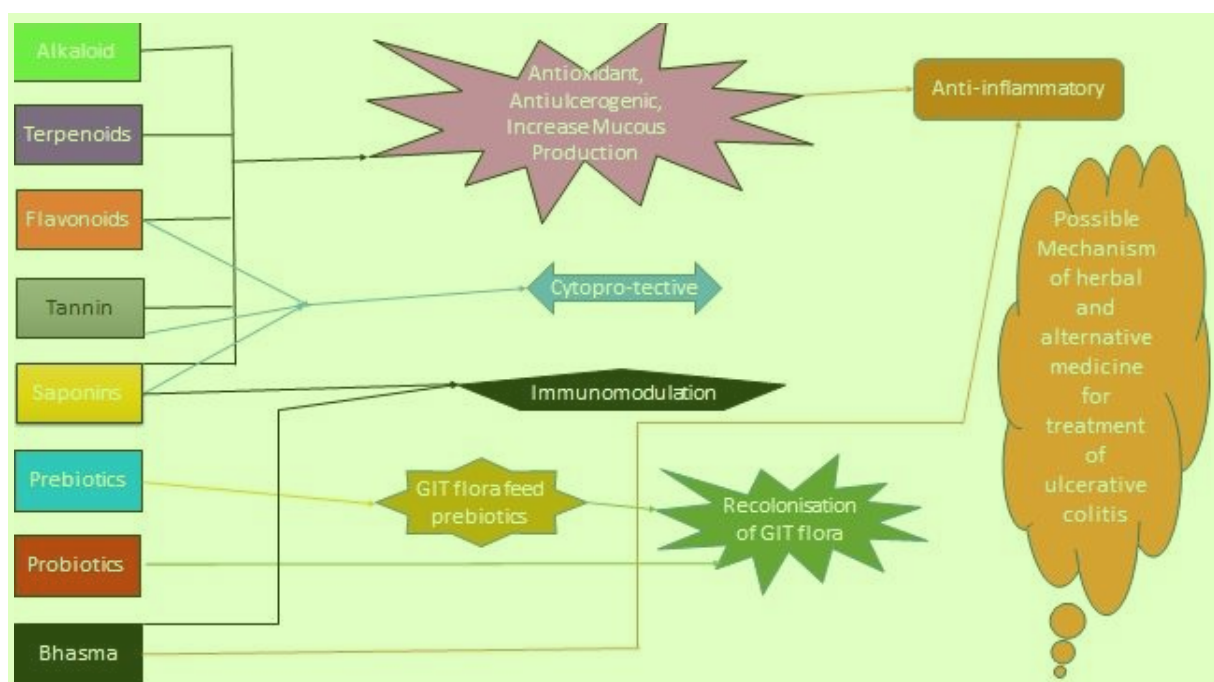 Alkaloid
Terpenoids
Flavonoids
Tannin
Saponins
Prebiotics
Probiotics
Bhasma
Antioxidant,
Antiulcerogenic,
Increase Mucous
Production
Cytopro-tective
Immunomodulation
GIT flora feed
prebiotics
Recolonisation
of GIT flora
Anti-inflammatory
Possible
Mechanism
of herbal
and
alternative
medicine
for
treatment
of
ulcerative
colitis